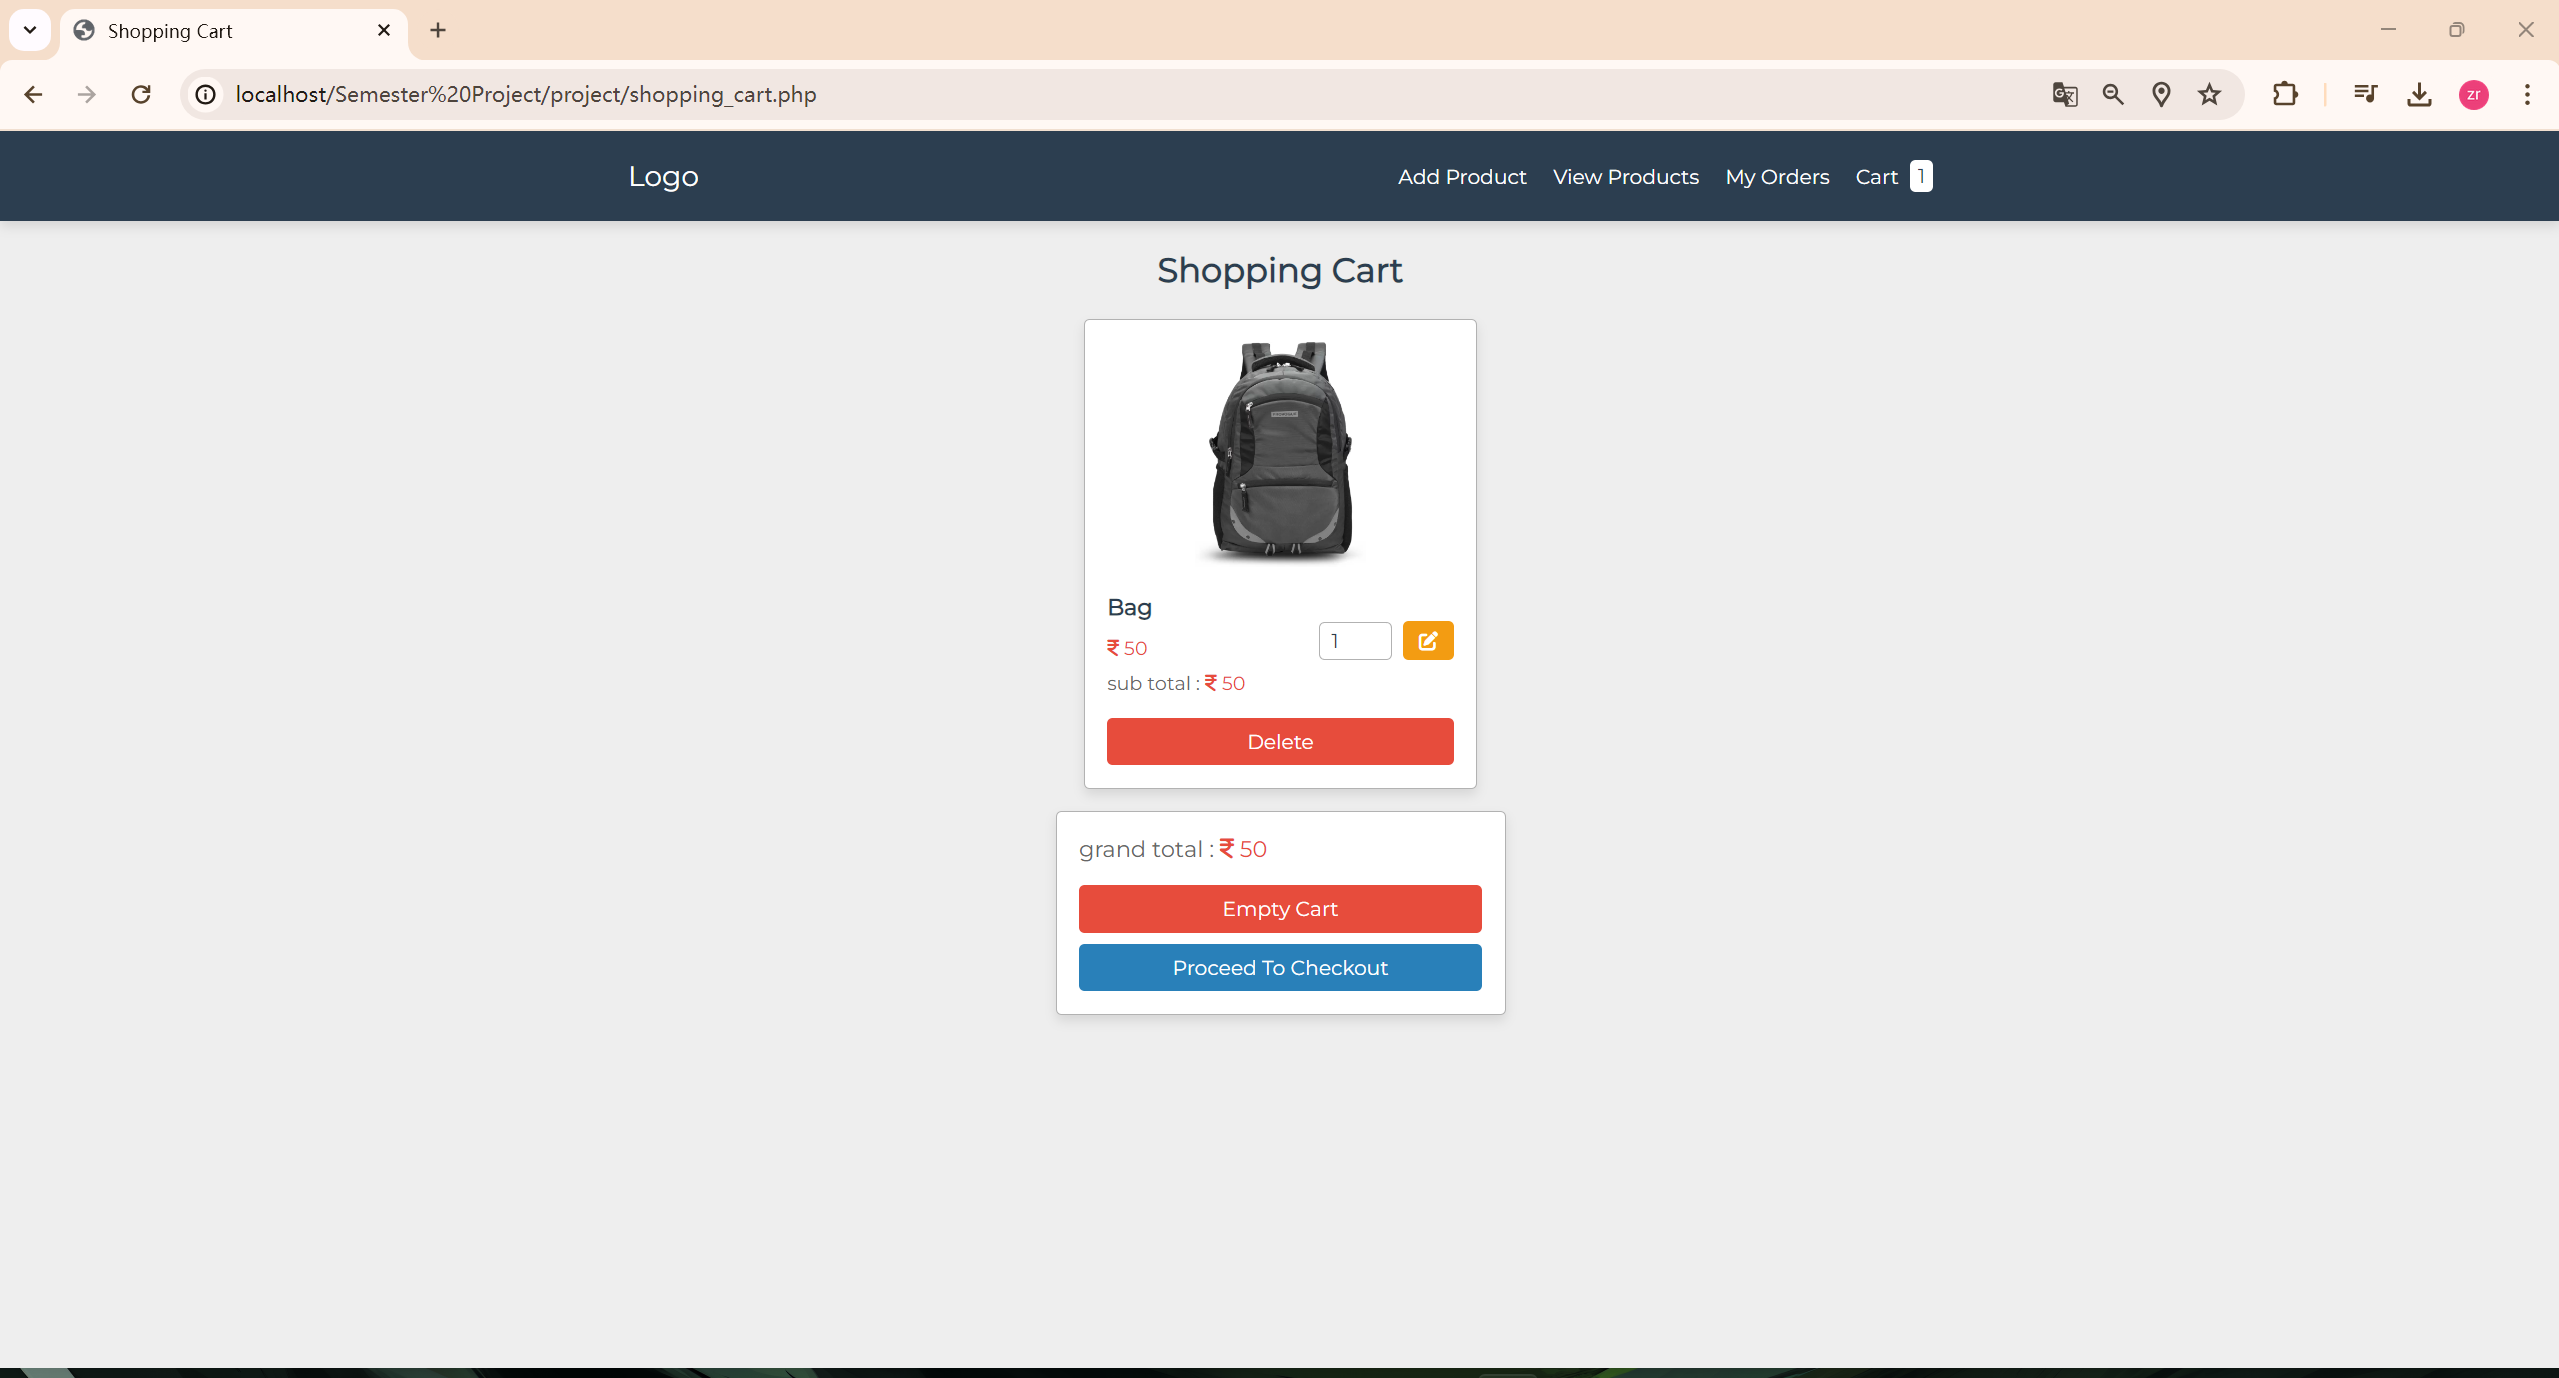 Shopping Cart
localhost/Semester%20Project/project/shopping_cart.php
zr
Logo
Add Product View Products My Orders Cart 1
Shopping Cart
Bag
₹ 50
1
sub total : ₹ 50
Delete
grand total : ₹ 50
Empty Cart
Proceed To Checkout